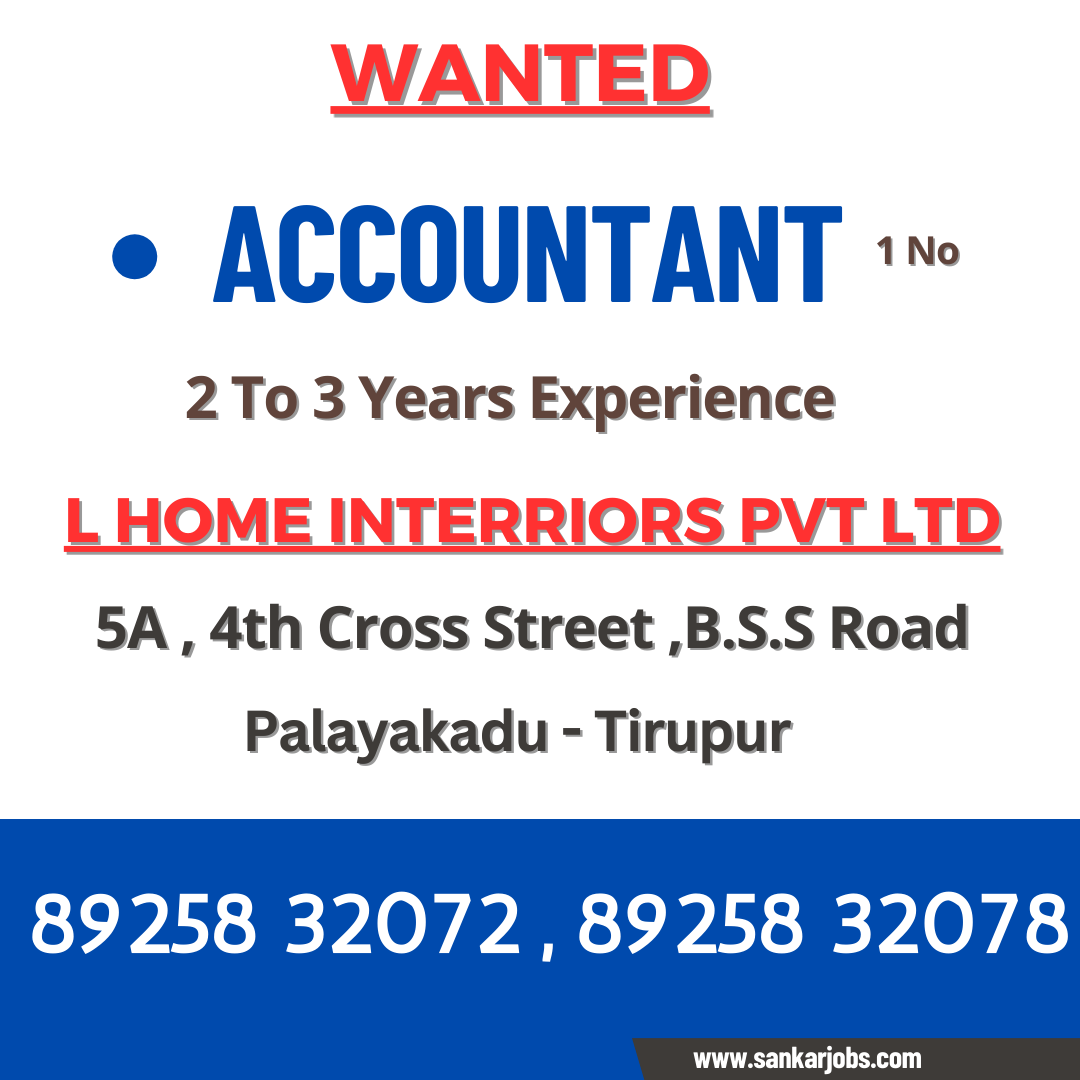 WANTED
• ACCOUNTANT 1 No
2 To 3 Years Experience
L HOME INTERRIORS PVT LTD
5A , 4th Cross Street ,B.S.S Road
Palayakadu - Tirupur
89258 32072 , 89258 32078
www.sankarjobs.com